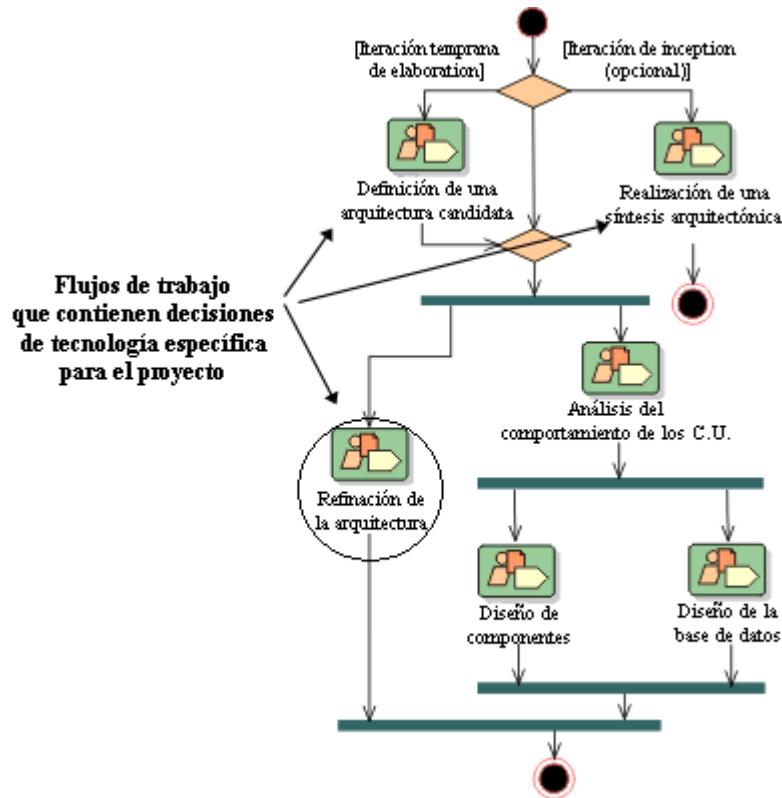 [Iteración temprana
de elaboration]
[Iteración de inception
(opcional)]
Definición de una
arquitectura candidata
Realización de una
síntesis arquitectónica
Flujos de trabajo
que contienen decisiones
de tecnología específica
para el proyecto
Análisis del
comportamiento de los C.U.
Refinación de
la arquitectura
Diseño de
componentes
Diseño de la
base de datos